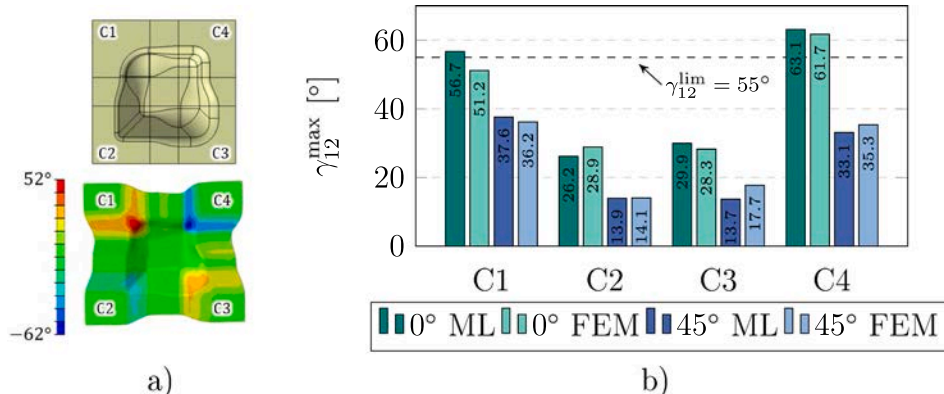 C1 C4
C2 C3
52°
C1 C4
C2 C3
−62°
a)
γ₁₂ᵐᵃˣ [°]
60
40
20
0
γ₁₂ˡⁱᵐ = 55°
56.7 51.2 37.6 36.2
26.2 28.9 13.9 14.1
29.9 28.3 13.7 17.7
63.1 61.7 33.1 35.3
C1 C2 C3 C4
0° ML 0° FEM 45° ML 45° FEM
b)